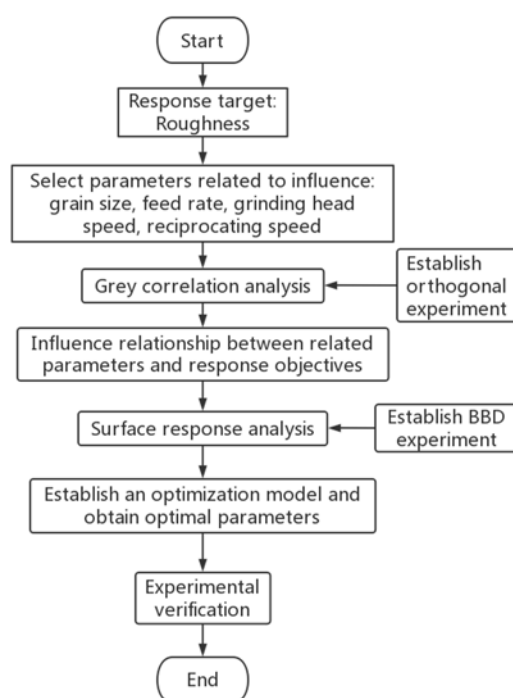 Start
Response target:
Roughness
Select parameters related to influence:
grain size, feed rate, grinding head
speed, reciprocating speed
Grey correlation analysis
Establish
orthogonal
experiment
Influence relationship between related
parameters and response objectives
Surface response analysis
Establish BBD
experiment
Establish an optimization model and
obtain optimal parameters
Experimental
verification
End